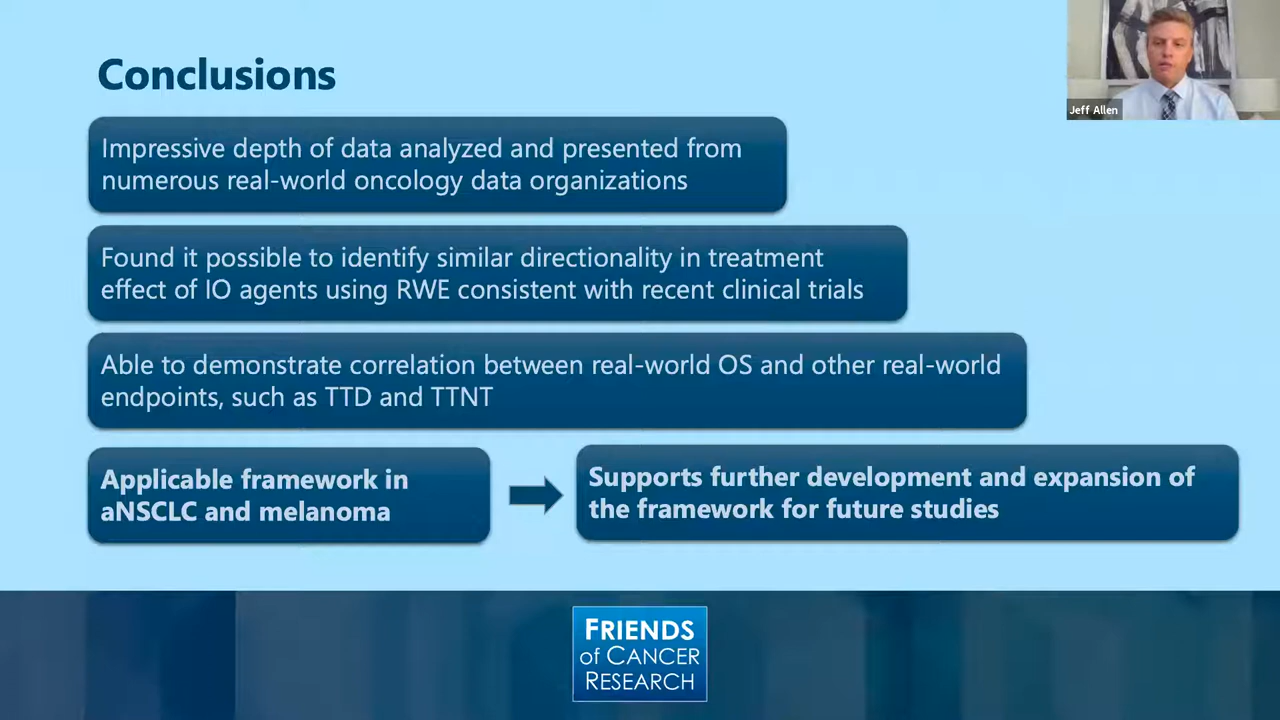 Conclusions
Jeff Allen
Impressive depth of data analyzed and presented from
numerous real-world oncology data organizations
Found it possible to identify similar directionality in treatment
effect of IO agents using RWE consistent with recent clinical trials
Able to demonstrate correlation between real-world OS and other real-world
endpoints, such as TTD and TTNT
Applicable framework in
aNSCLC and melanoma
Supports further development and expansion of
the framework for future studies
FRIENDS
of CANCER
RESEARCH